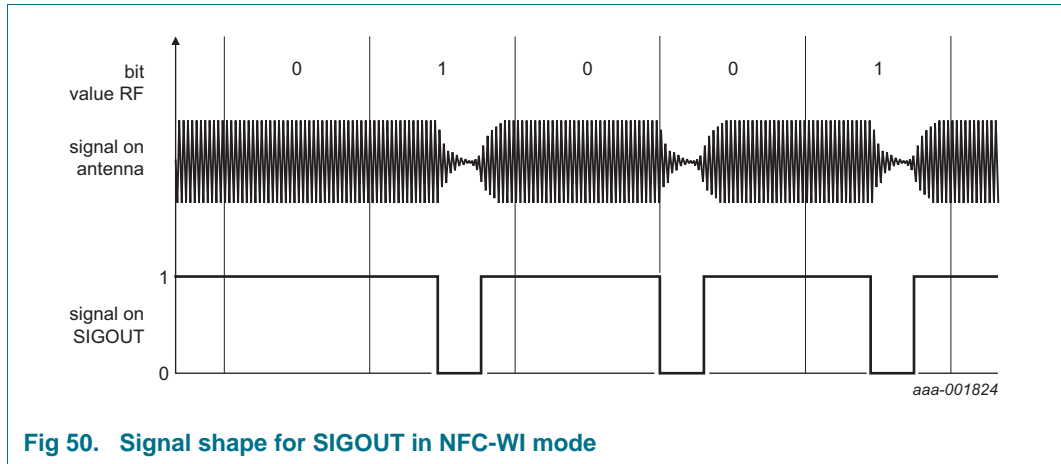 bit
value RF
0 1 0 0 1
signal on
antenna
1
signal on
SIGOUT
0
aaa-001824
Fig 50. Signal shape for SIGOUT in NFC-WI mode